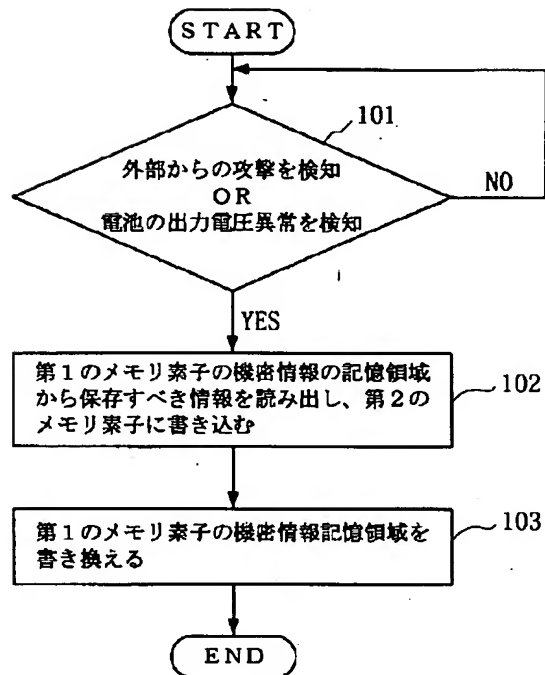 START
101
外部からの攻撃を検知
OR
電池の出力電圧異常を検知
NO
YES
第1のメモリ素子の機密情報の記憶領域
から保存すべき情報を読み出し、第2の
メモリ素子に書き込む
102
第1のメモリ素子の機密情報記憶領域を
書き換える
103
END